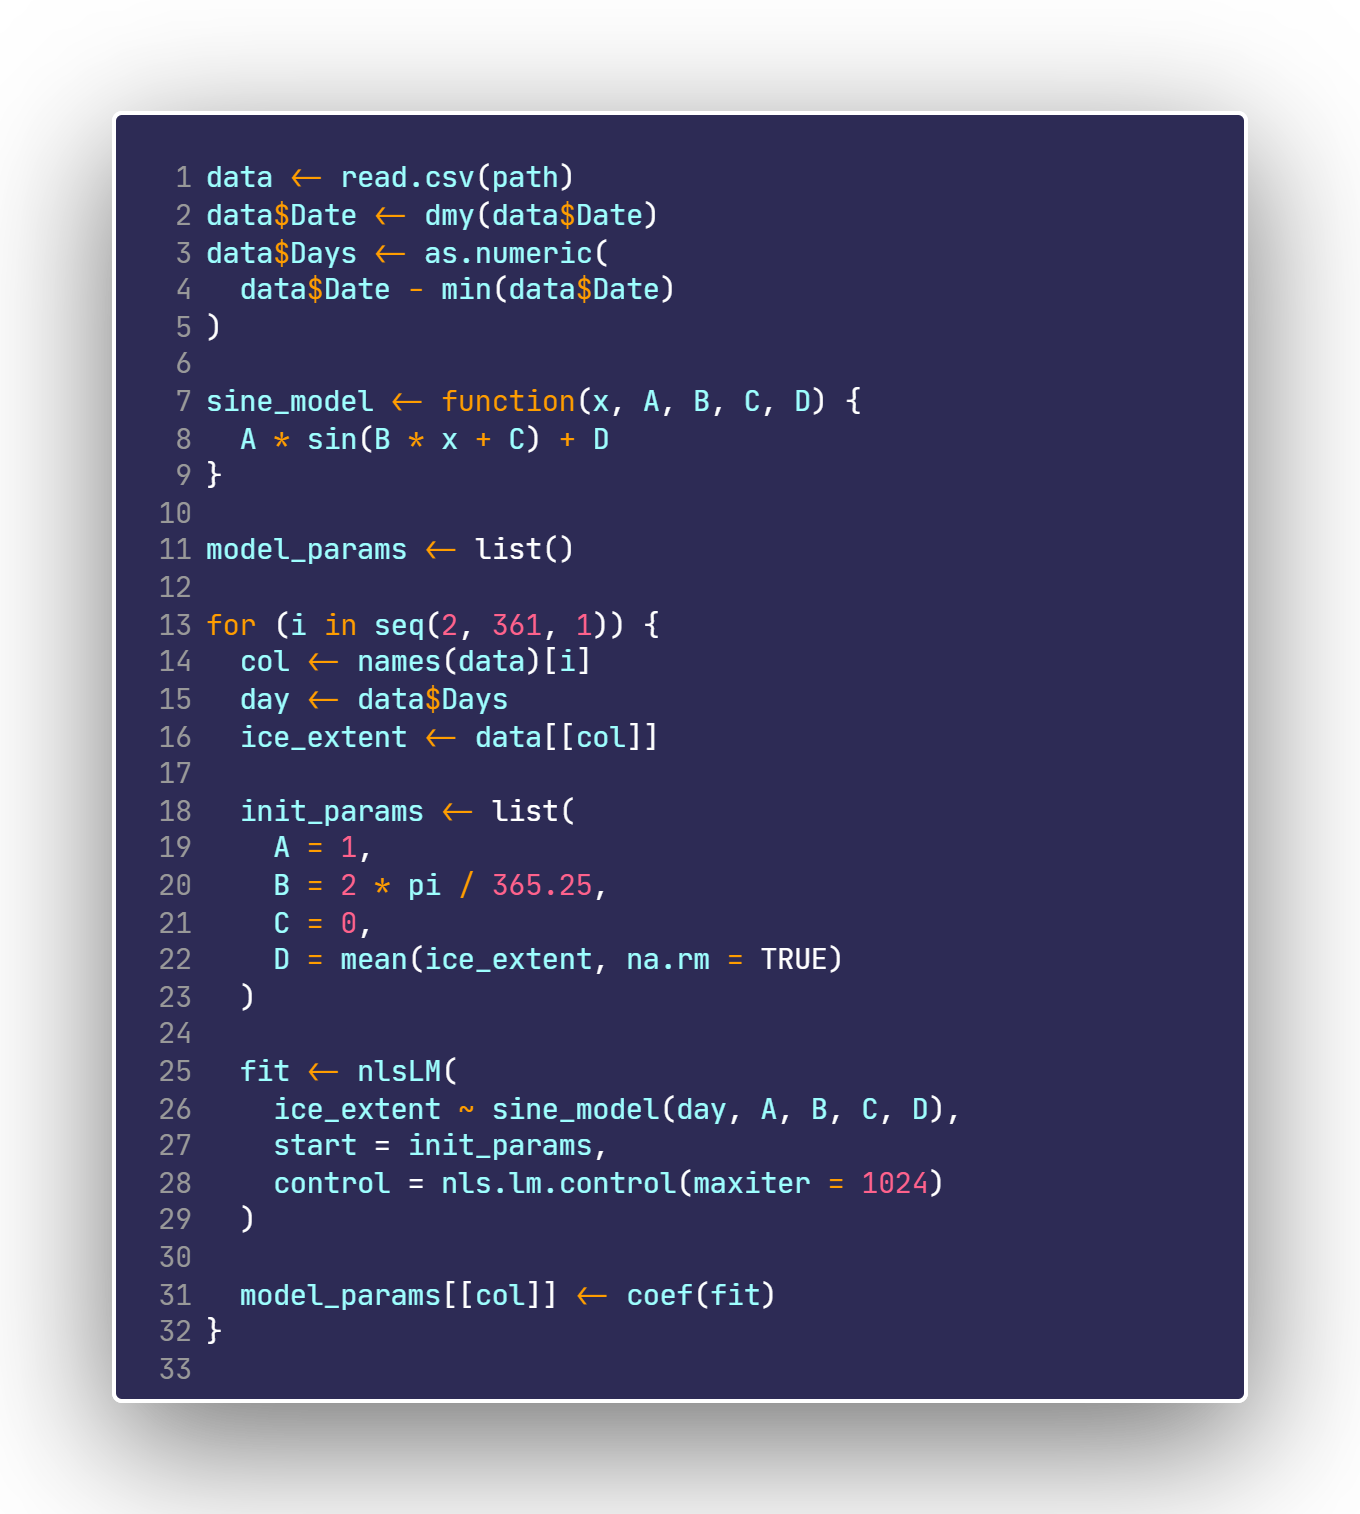 1 data <- read.csv(path)
2 data$Date <- dmy(data$Date)
3 data$Days <- as.numeric(
4   data$Date - min(data$Date)
5 )
6
7 sine_model <- function(x, A, B, C, D) {
8   A * sin(B * x + C) + D
9 }
10
11 model_params <- list()
12
13 for (i in seq(2, 361, 1)) {
14   col <- names(data)[i]
15   day <- data$Days
16   ice_extent <- data[[col]]
17
18   init_params <- list(
19     A = 1,
20     B = 2 * pi / 365.25,
21     C = 0,
22     D = mean(ice_extent, na.rm = TRUE)
23   )
24
25   fit <- nlsLM(
26     ice_extent ~ sine_model(day, A, B, C, D),
27     start = init_params,
28     control = nls.lm.control(maxiter = 1024)
29   )
30
31   model_params[[col]] <- coef(fit)
32 }
33